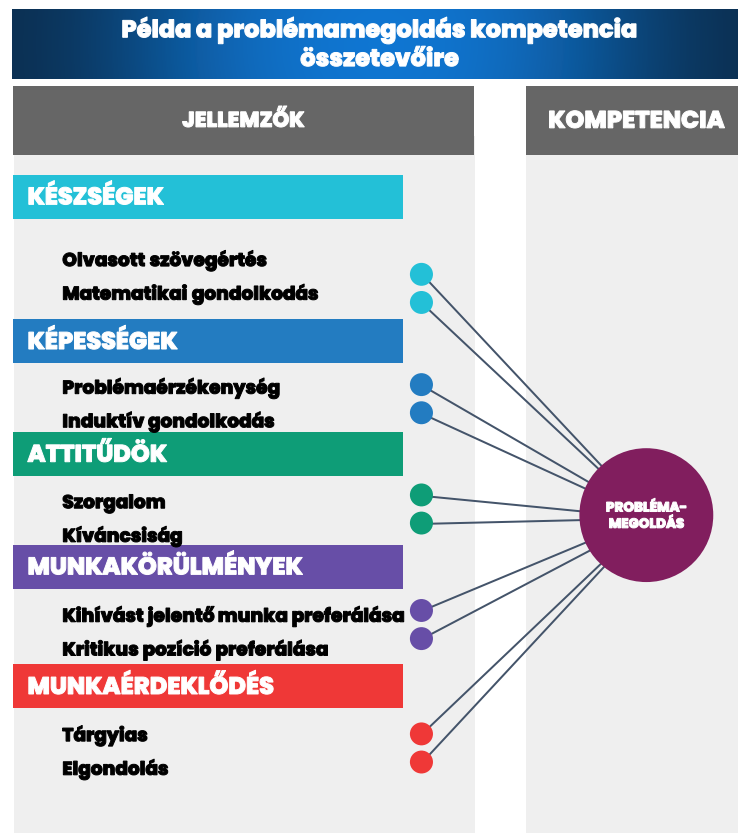 Példa a problémamegoldás kompetencia
összetevőire
JELLEMZŐK
KOMPETENCIA
KÉSZSÉGEK
Olvasott szövegértés
Matematikai gondolkodás
KÉPESSÉGEK
Problémaérzékenység
Induktív gondolkodás
ATTITŰDÖK
Szorgalom
Kíváncsiság
MUNKAKÖRÜLMÉNYEK
Kihívást jelentő munka preferálása
Kritikus pozíció preferálása
MUNKAÉRDEKLŐDÉS
Tárgyias
Elgondolás
PROBLÉMA-
MEGOLDÁS